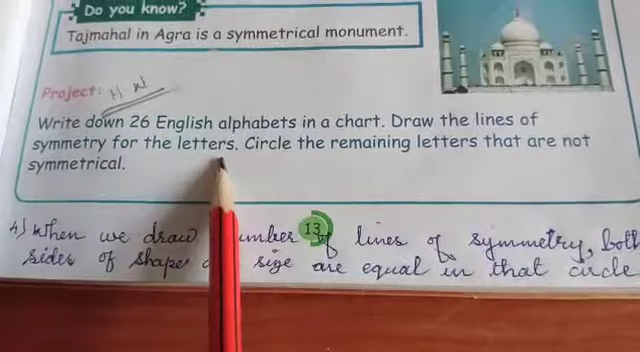 Do you know?
Tajmahal in Agra is a symmetrical monument.
Project: H.W
Write down 26 English alphabets in a chart. Draw the lines of
symmetry for the letters. Circle the remaining letters that are not
symmetrical.
13
4) When we draw umber of lines of symmetry, both
sides of shape size are equal in that circle